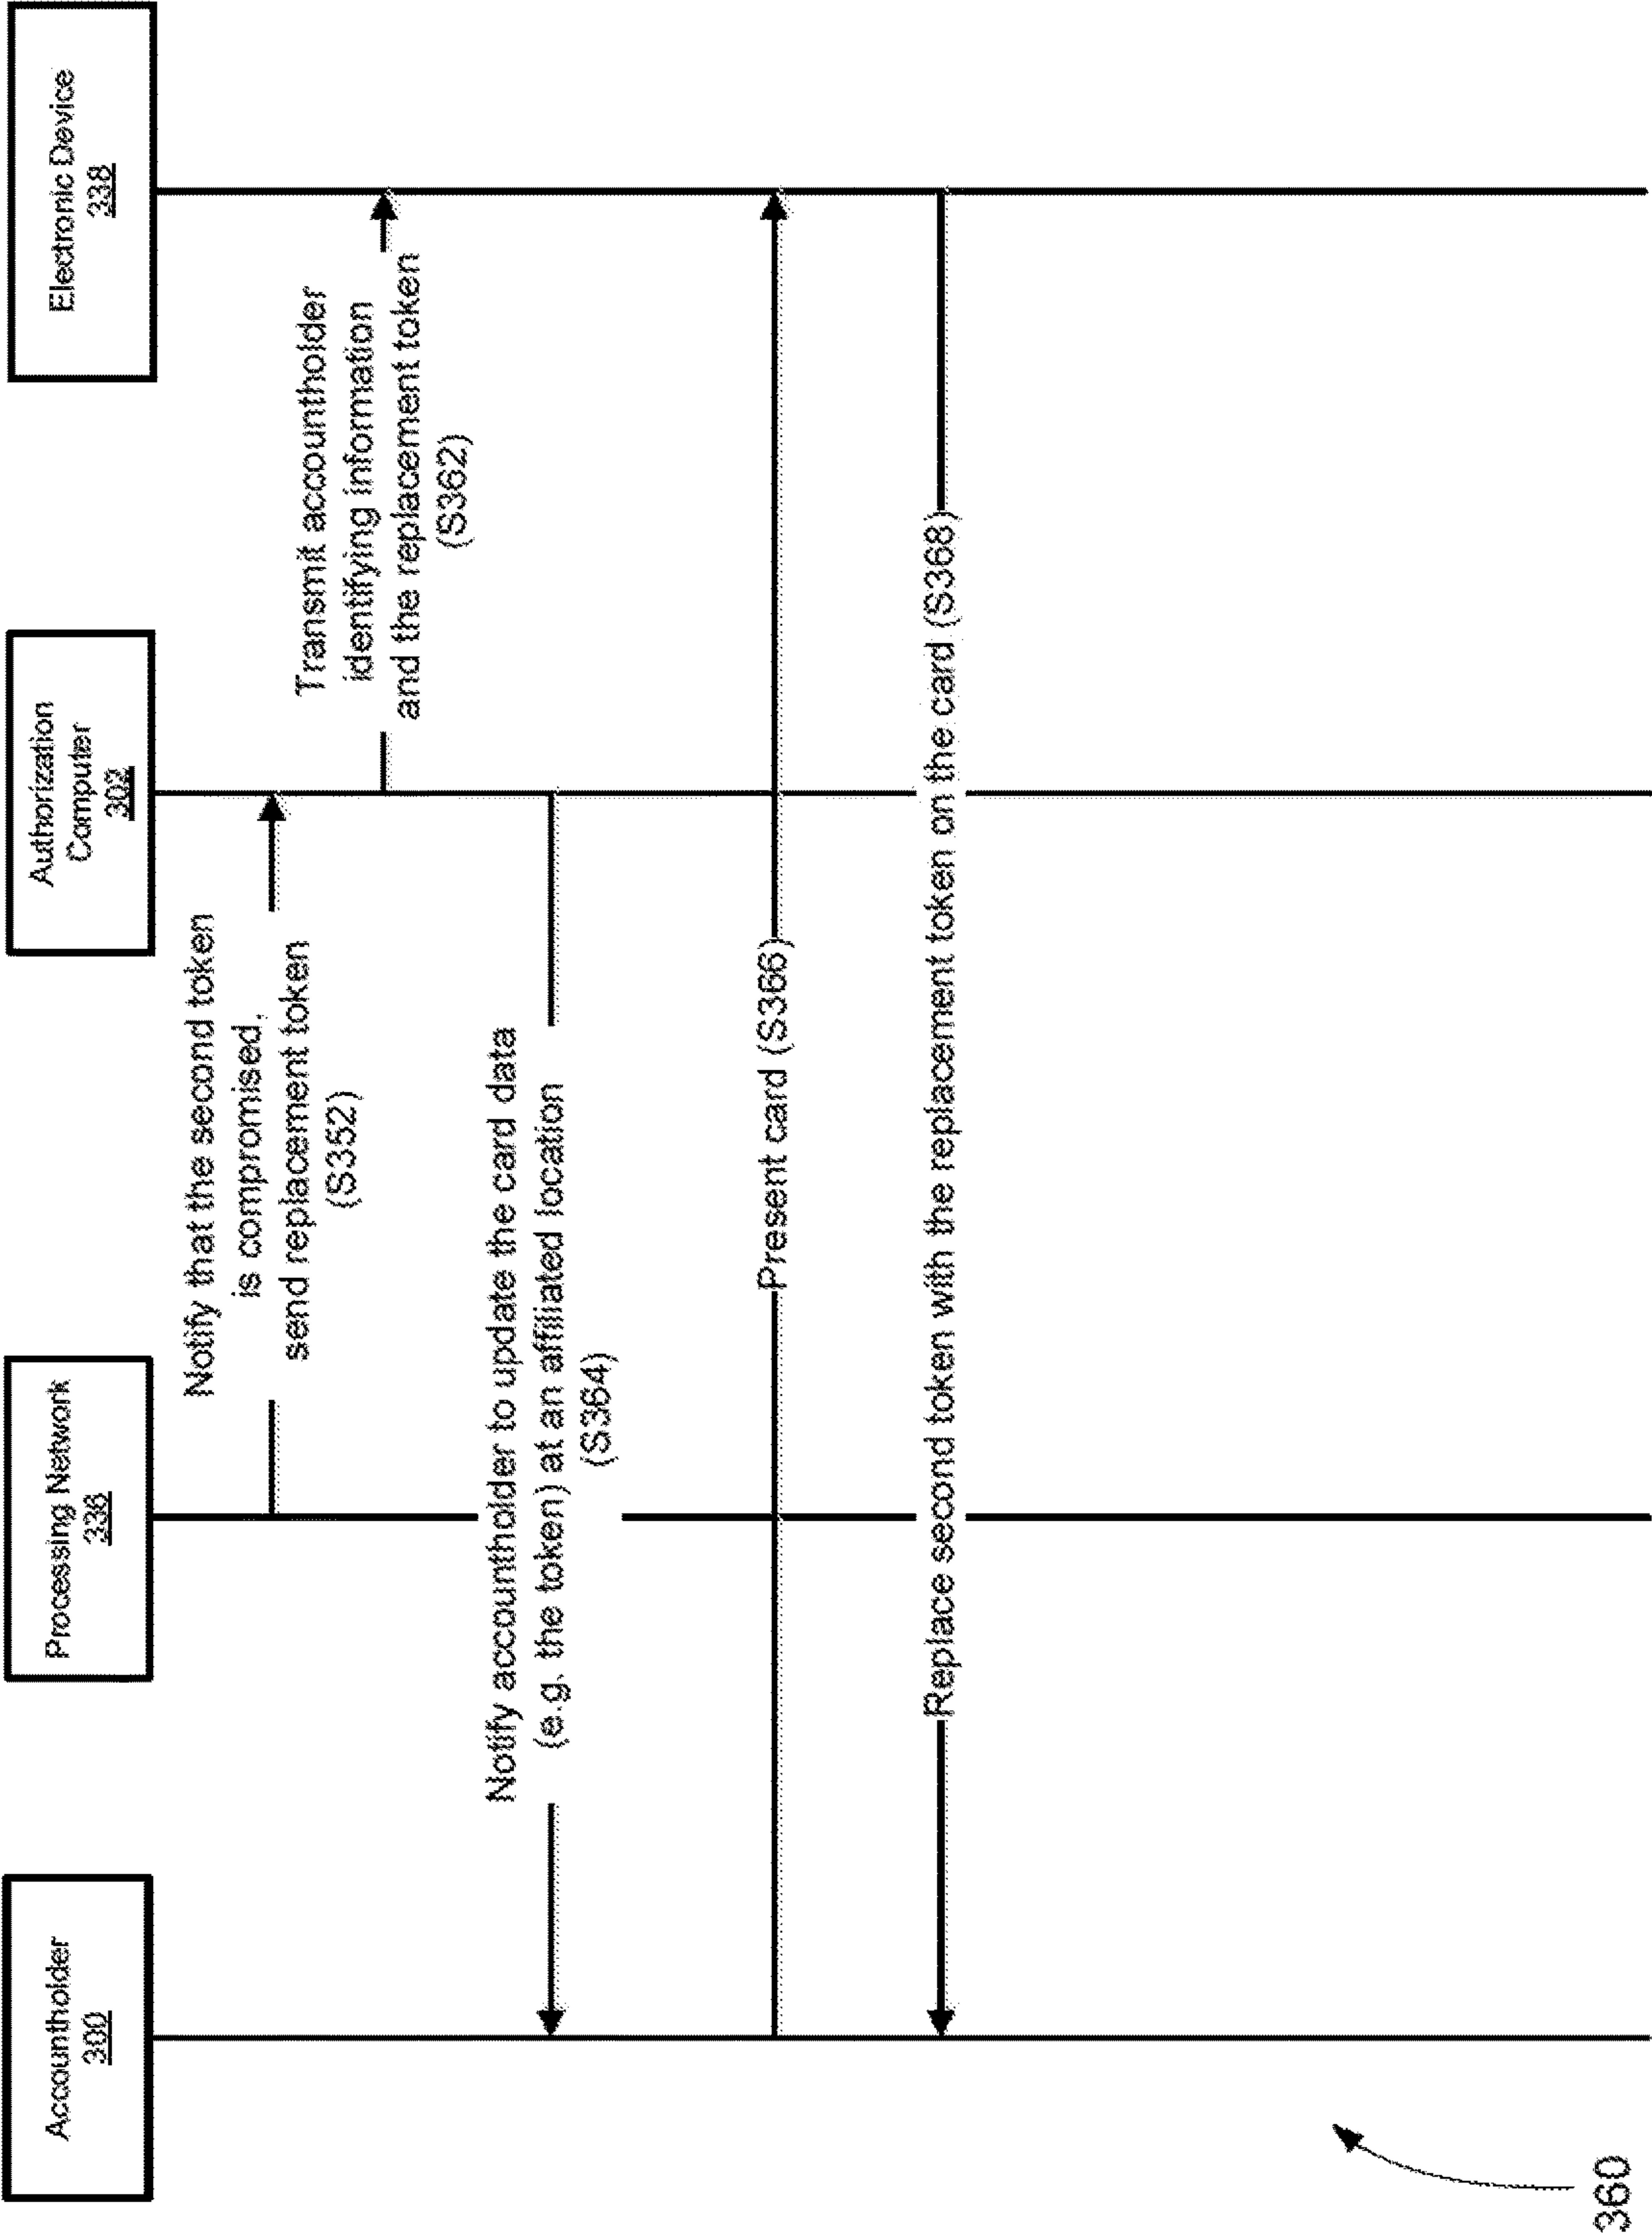 Accountholder
300
Processing Network
336
Authorization
Computer
302
Electronic Device
338
Notify that the second token
is compromised,
send replacement token
(S352)
Transmit accountholder
identifying information
and the replacement token
(S362)
Notify accountholder to update the card data
(e.g. the token) at an affiliated location
(S364)
Present card (S366)
Replace second token with the replacement token on the card (S368)
360